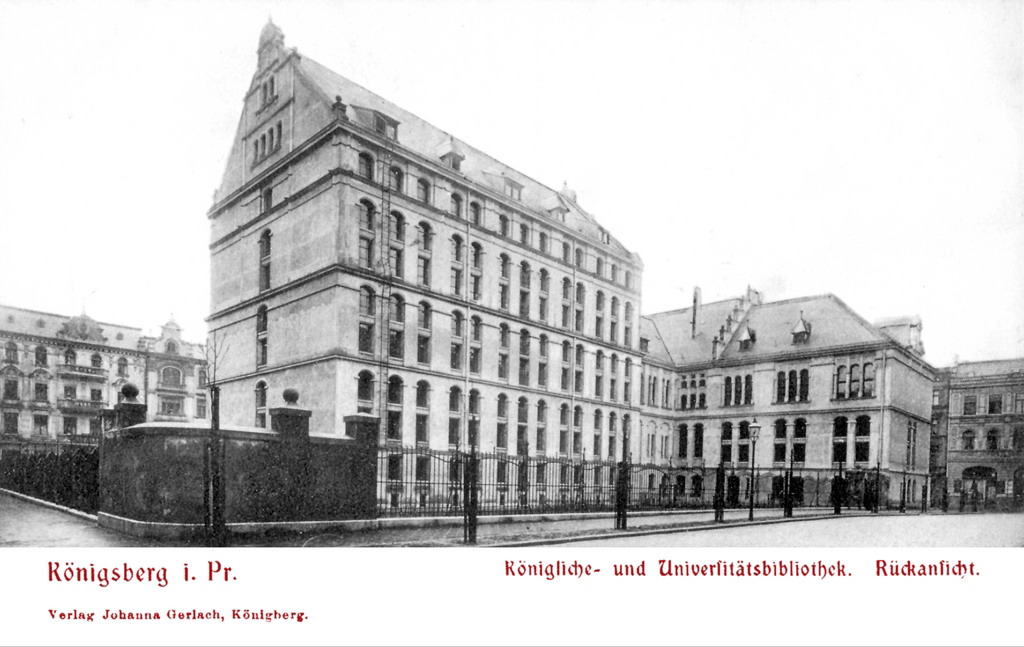 Königsberg i. Pr.
Königliche- und Univerſitätsbibliothek. Rückanſicht.
Verlag Johanna Gerlach, Königberg.